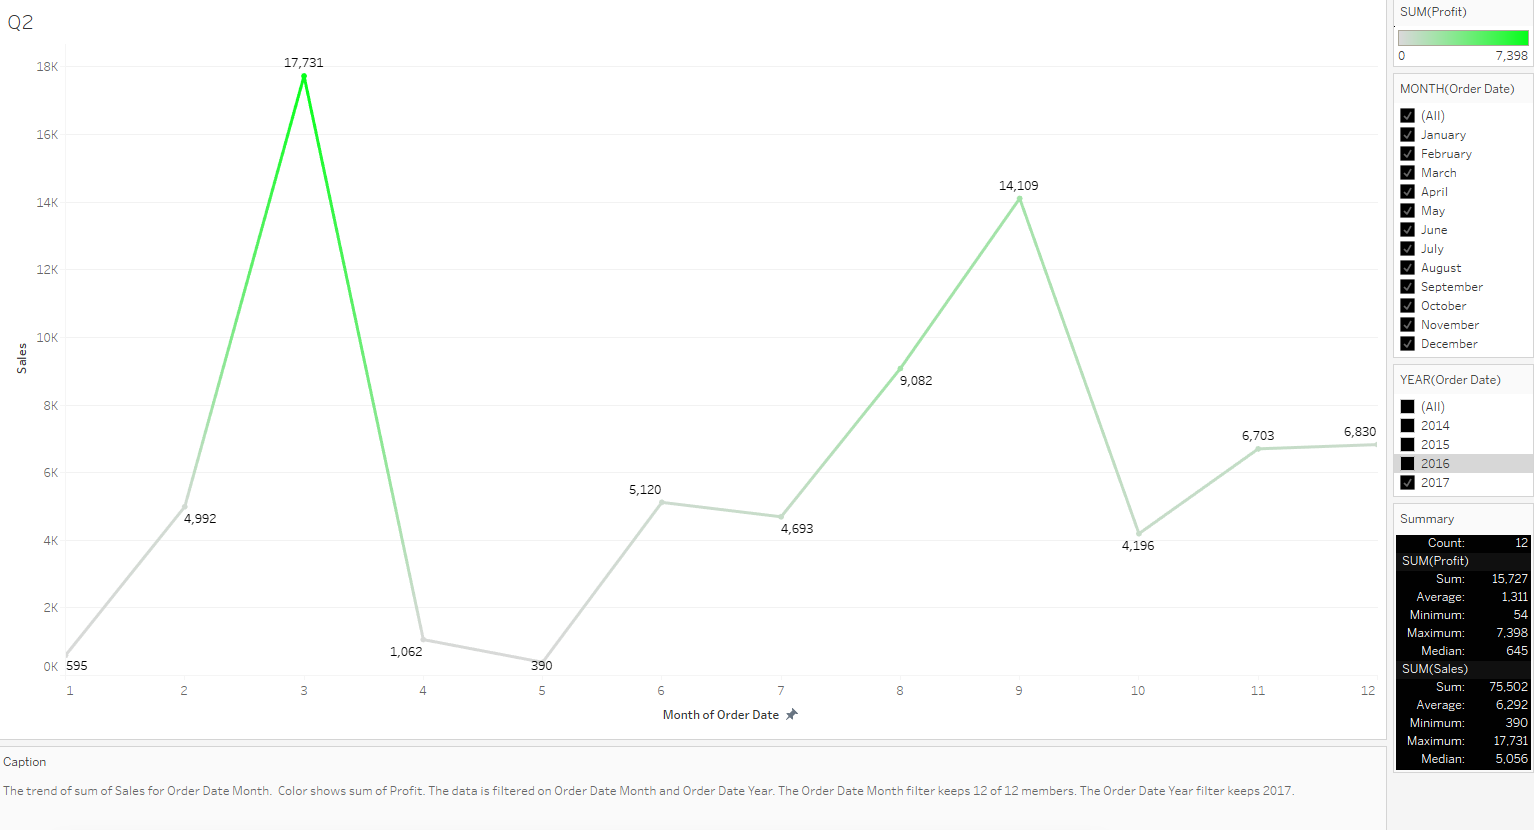 Q2
18K
16K
14K
12K
10K
8K
6K
4K
2K
0K
Sales
17,731
14,109
9,082
6,703
6,830
5,120
4,992
4,693
4,196
1,062
595
390
1 2 3 4 5 6 7 8 9 10 11 12
Month of Order Date
Caption
The trend of sum of Sales for Order Date Month.  Color shows sum of Profit. The data is filtered on Order Date Month and Order Date Year. The Order Date Month filter keeps 12 of 12 members. The Order Date Year filter keeps 2017.
SUM(Profit)
0 7,398
MONTH(Order Date)
(All)
January
February
March
April
May
June
July
August
September
October
November
December
YEAR(Order Date)
(All)
2014
2015
2016
2017
Summary
Count: 12
SUM(Profit)
Sum: 15,727
Average: 1,311
Minimum: 54
Maximum: 7,398
Median: 645
SUM(Sales)
Sum: 75,502
Average: 6,292
Minimum: 390
Maximum: 17,731
Median: 5,056